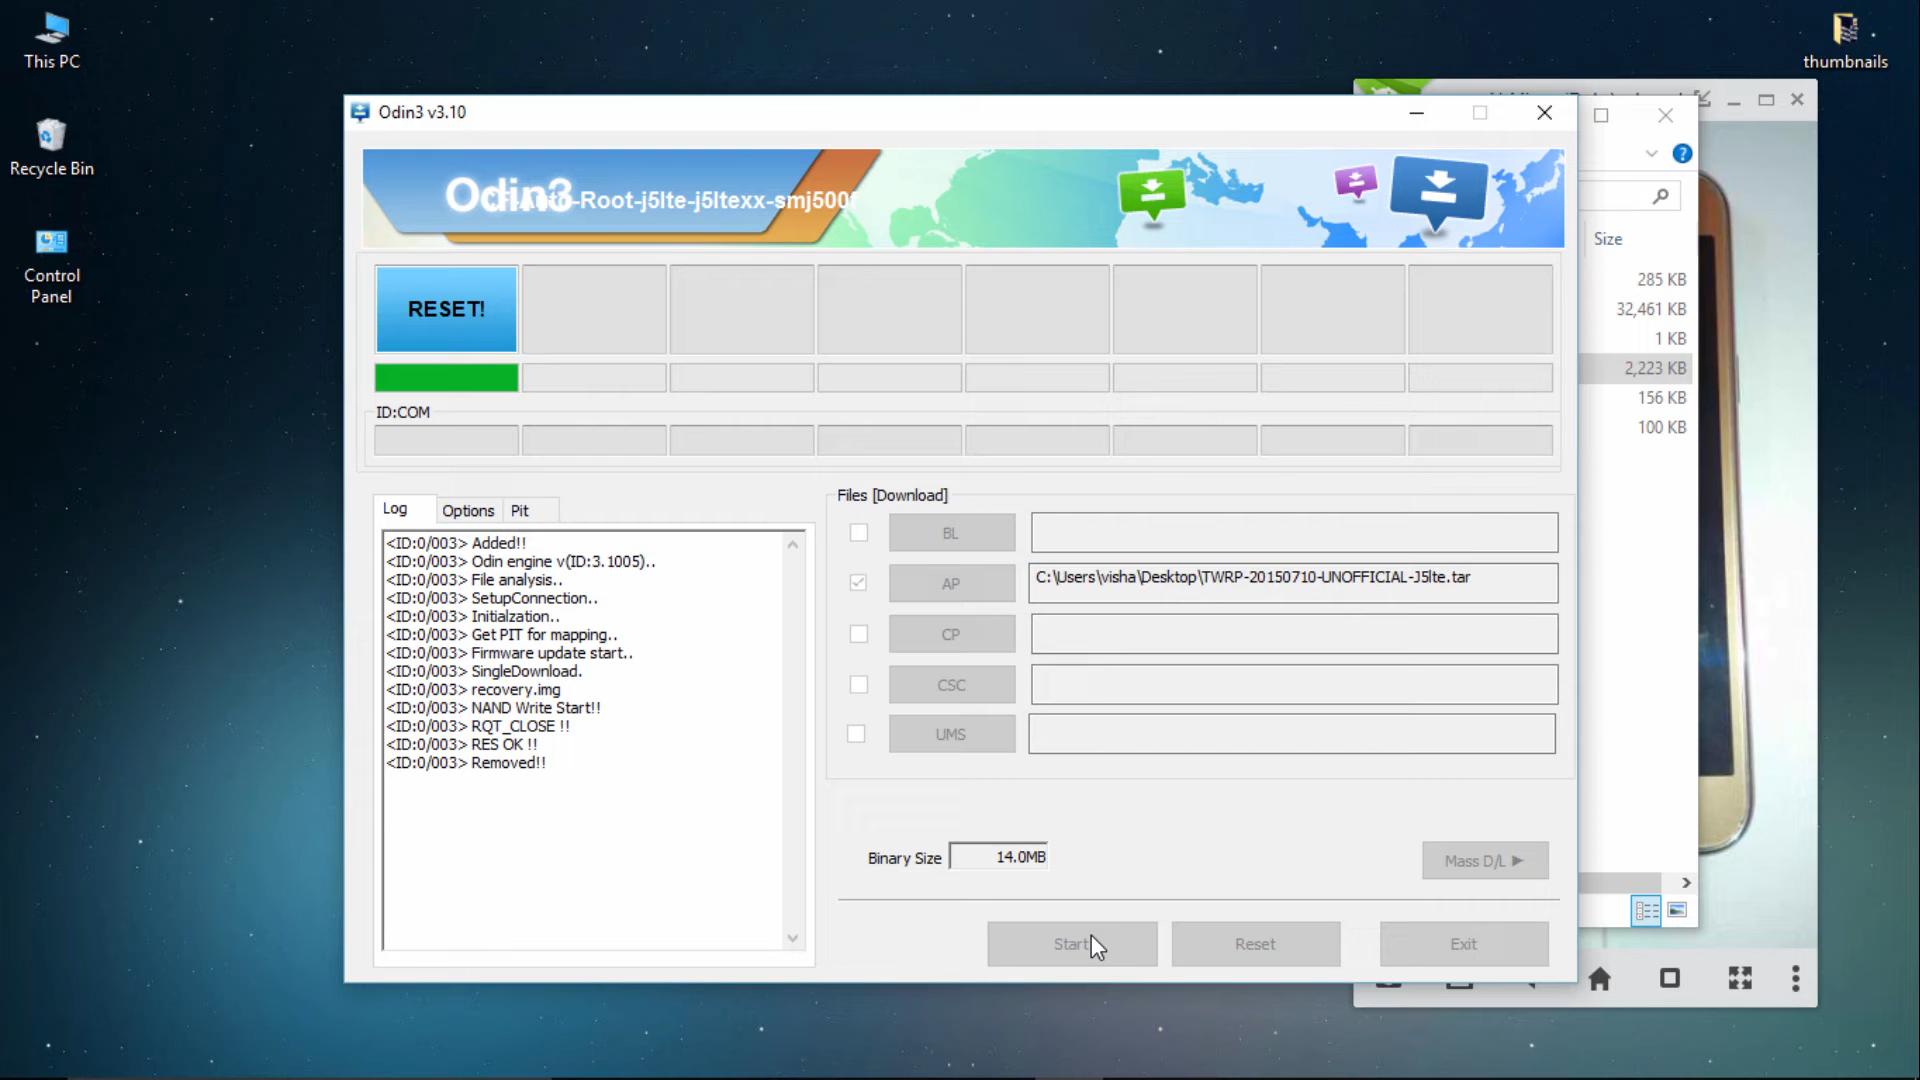 This PC
thumbnails
Recycle Bin
Control
Panel
Odin3 v3.10
Odin3
-Root-j5lte-j5ltexx-smj500f
RESET!
ID:COM
Log
Options
Pit
<ID:0/003> Added!!
<ID:0/003> Odin engine v(ID:3.1005)..
<ID:0/003> File analysis..
<ID:0/003> SetupConnection..
<ID:0/003> Initialzation..
<ID:0/003> Get PIT for mapping..
<ID:0/003> Firmware update start..
<ID:0/003> SingleDownload.
<ID:0/003> recovery.img
<ID:0/003> NAND Write Start!!
<ID:0/003> RQT_CLOSE !!
<ID:0/003> RES OK !!
<ID:0/003> Removed!!
Files [Download]
BL
AP
C:\Users\visha\Desktop\TWRP-20150710-UNOFFICIAL-J5lte.tar
CP
CSC
UMS
Binary Size
14.0MB
Mass D/L ▶
Start
Reset
Exit
Size
285 KB
32,461 KB
1 KB
2,223 KB
156 KB
100 KB